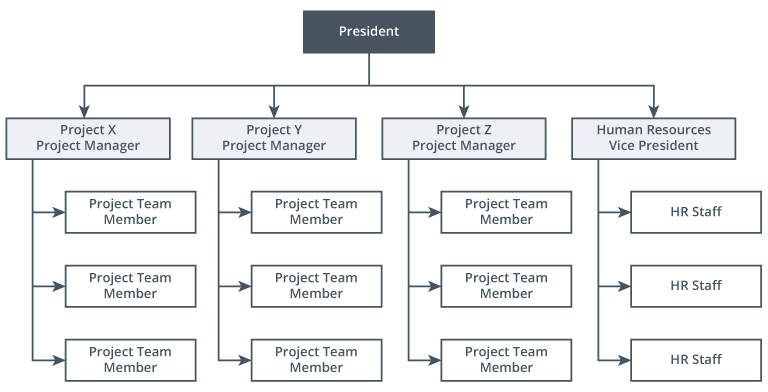 President
Project X
Project Manager
Project Y
Project Manager
Project Z
Project Manager
Human Resources
Vice President
Project Team
Member
Project Team
Member
Project Team
Member
HR Staff
Project Team
Member
Project Team
Member
Project Team
Member
HR Staff
Project Team
Member
Project Team
Member
Project Team
Member
HR Staff